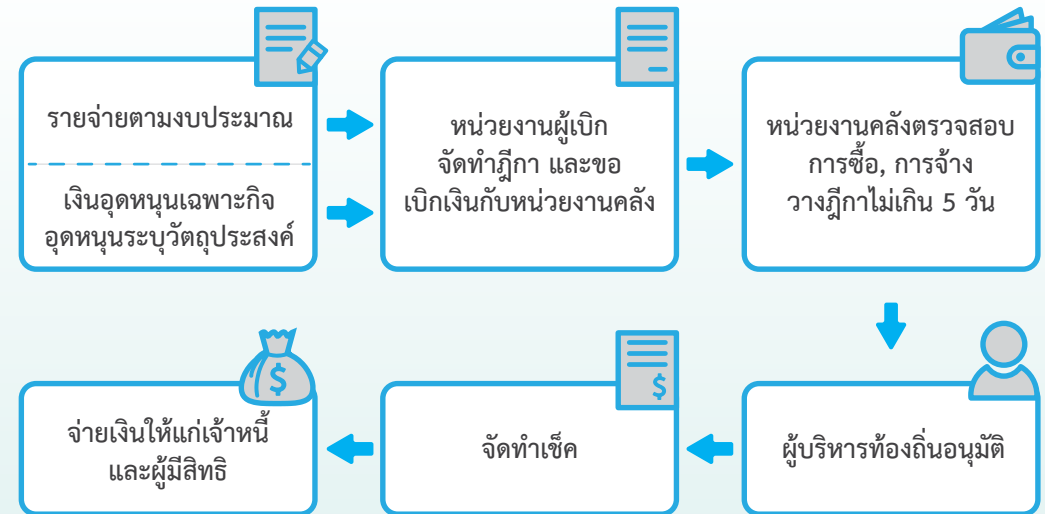 รายจ่ายตามงบประมาณ
เงินอุดหนุนเฉพาะกิจ
อุดหนุนระบุวัตถุประสงค์
หน่วยงานผู้เบิก
จัดทำฎีกา และขอ
เบิกเงินกับหน่วยงานคลัง
หน่วยงานคลังตรวจสอบ
การซื้อ, การจ้าง
วางฎีกาไม่เกิน 5 วัน
ผู้บริหารท้องถิ่นอนุมัติ
$
จัดทำเช็ค
$
จ่ายเงินให้แก่เจ้าหนี้
และผู้มีสิทธิ